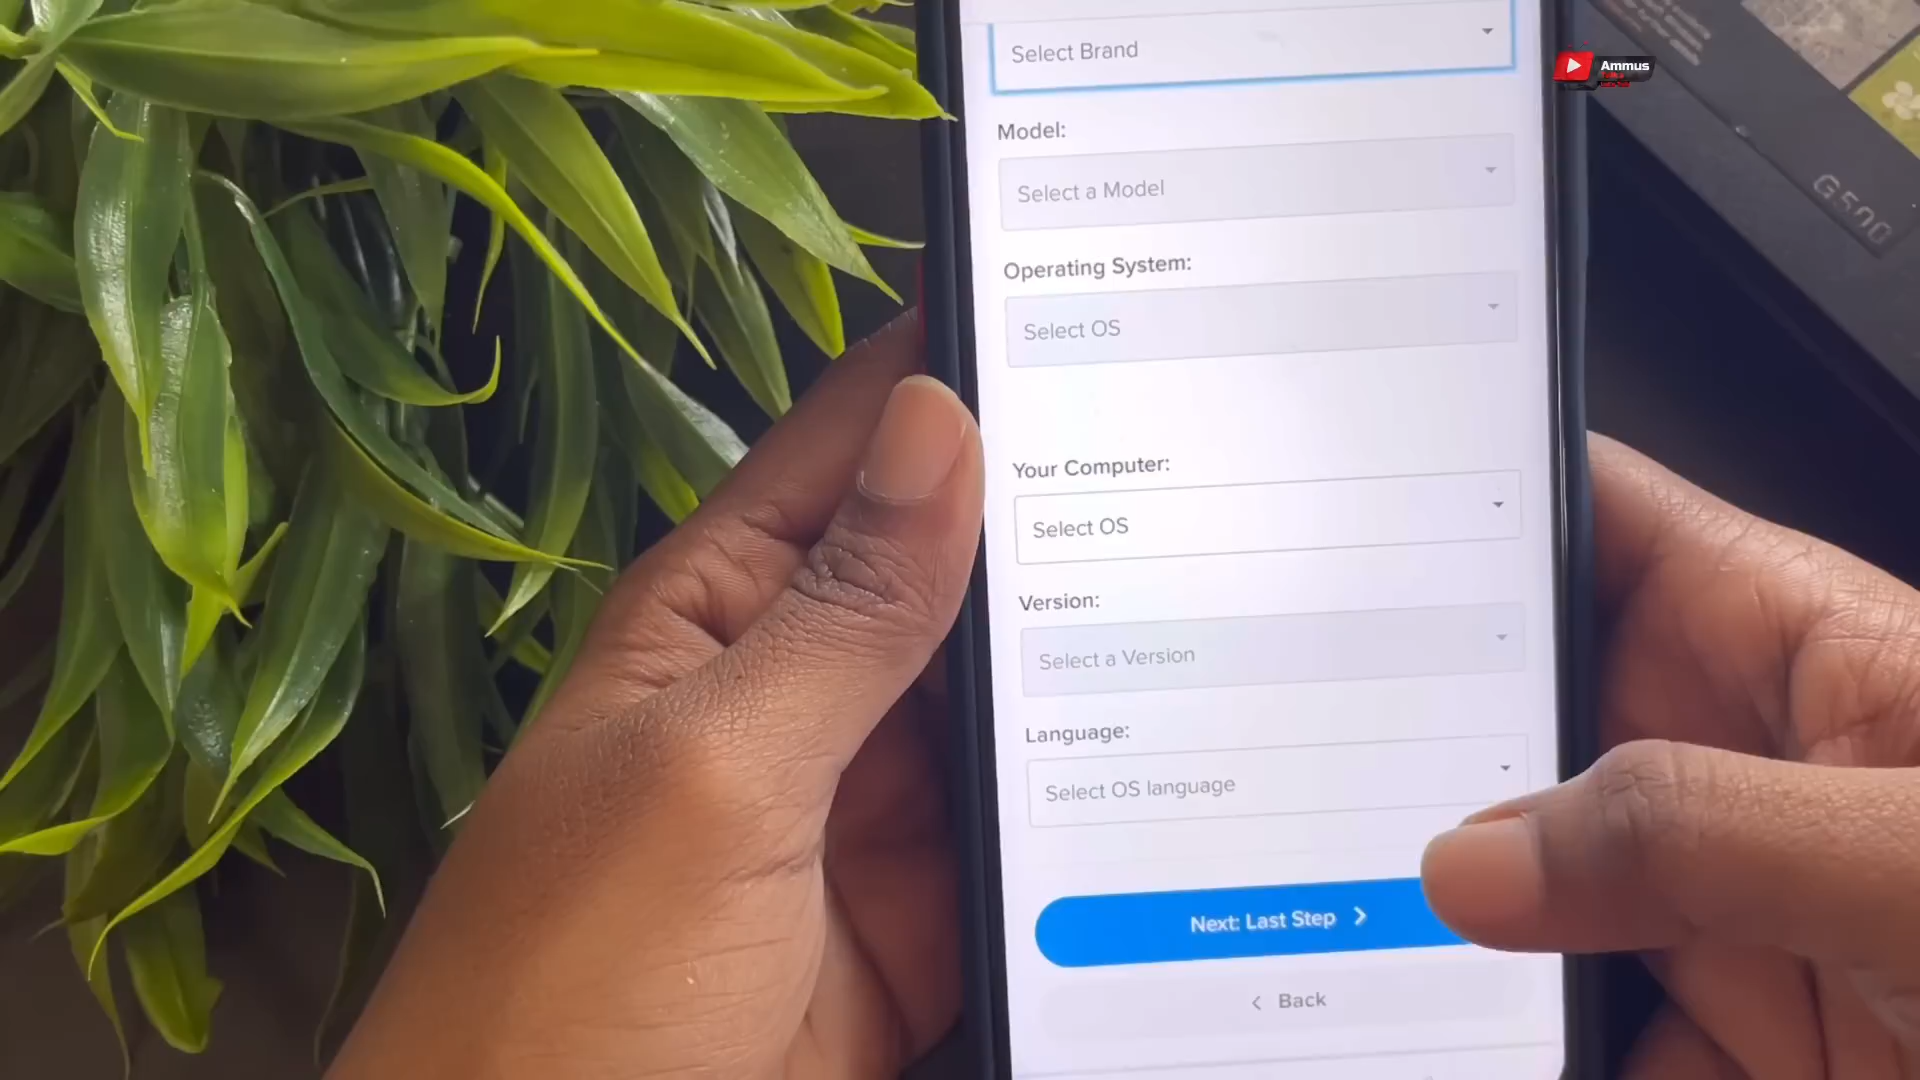 Select Brand
Model:
Select a Model
Operating System:
Select OS
Your Computer:
Select OS
Version:
Select a Version
Language:
Select OS language
Next: Last Step
Back
Ammus
G500